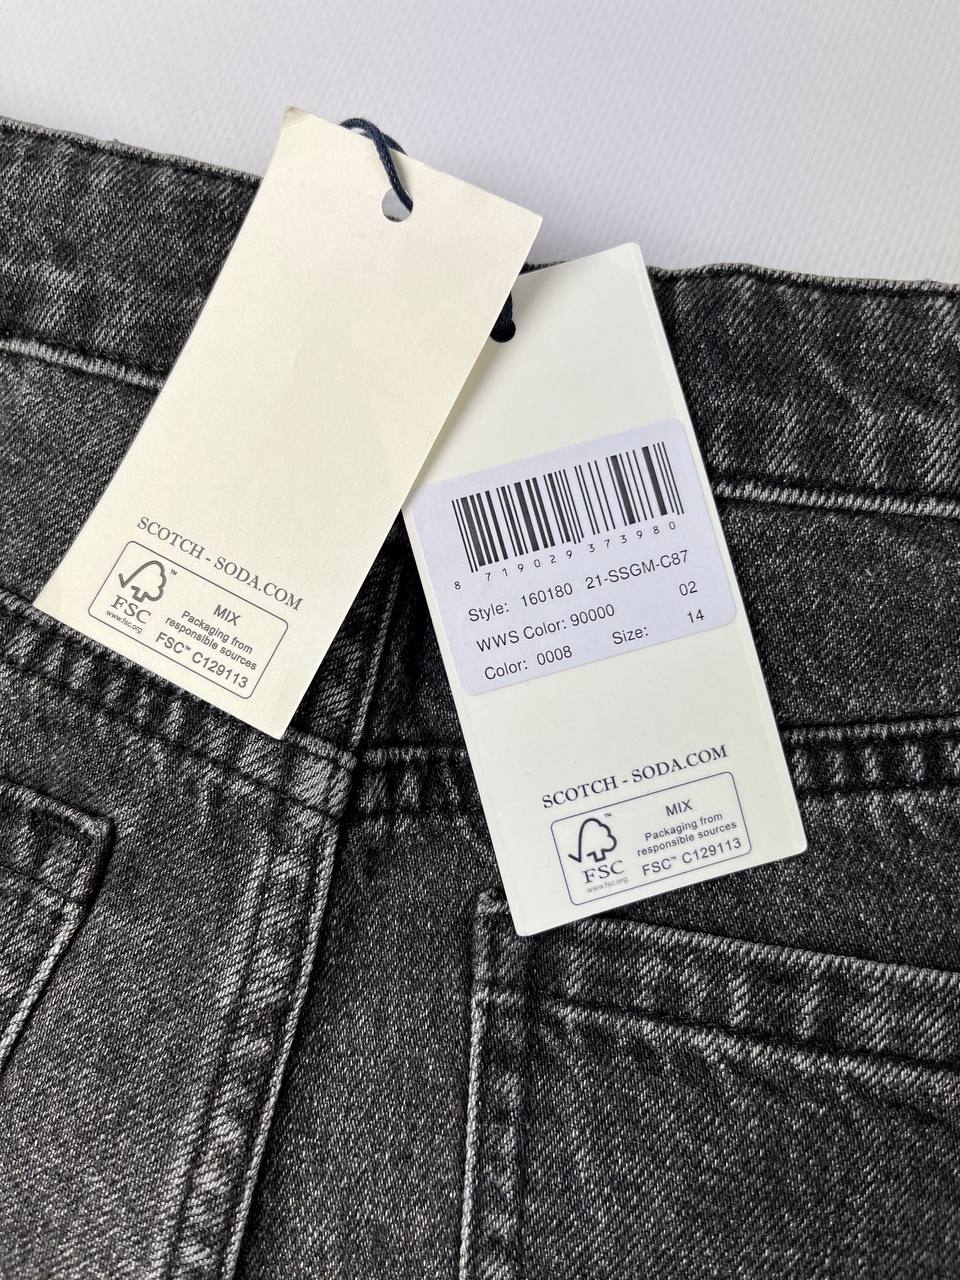 SCOTCH - SODA.COM
FSC™
www.fsc.org
MIX
Packaging from
responsible sources
FSC™ C129113
8 719029 373980
Style: 160180 21-SSGM-C87
WWS Color: 90000 02
Color: 0008 Size: 14
SCOTCH - SODA.COM
FSC™
www.fsc.org
MIX
Packaging from
responsible sources
FSC™ C129113